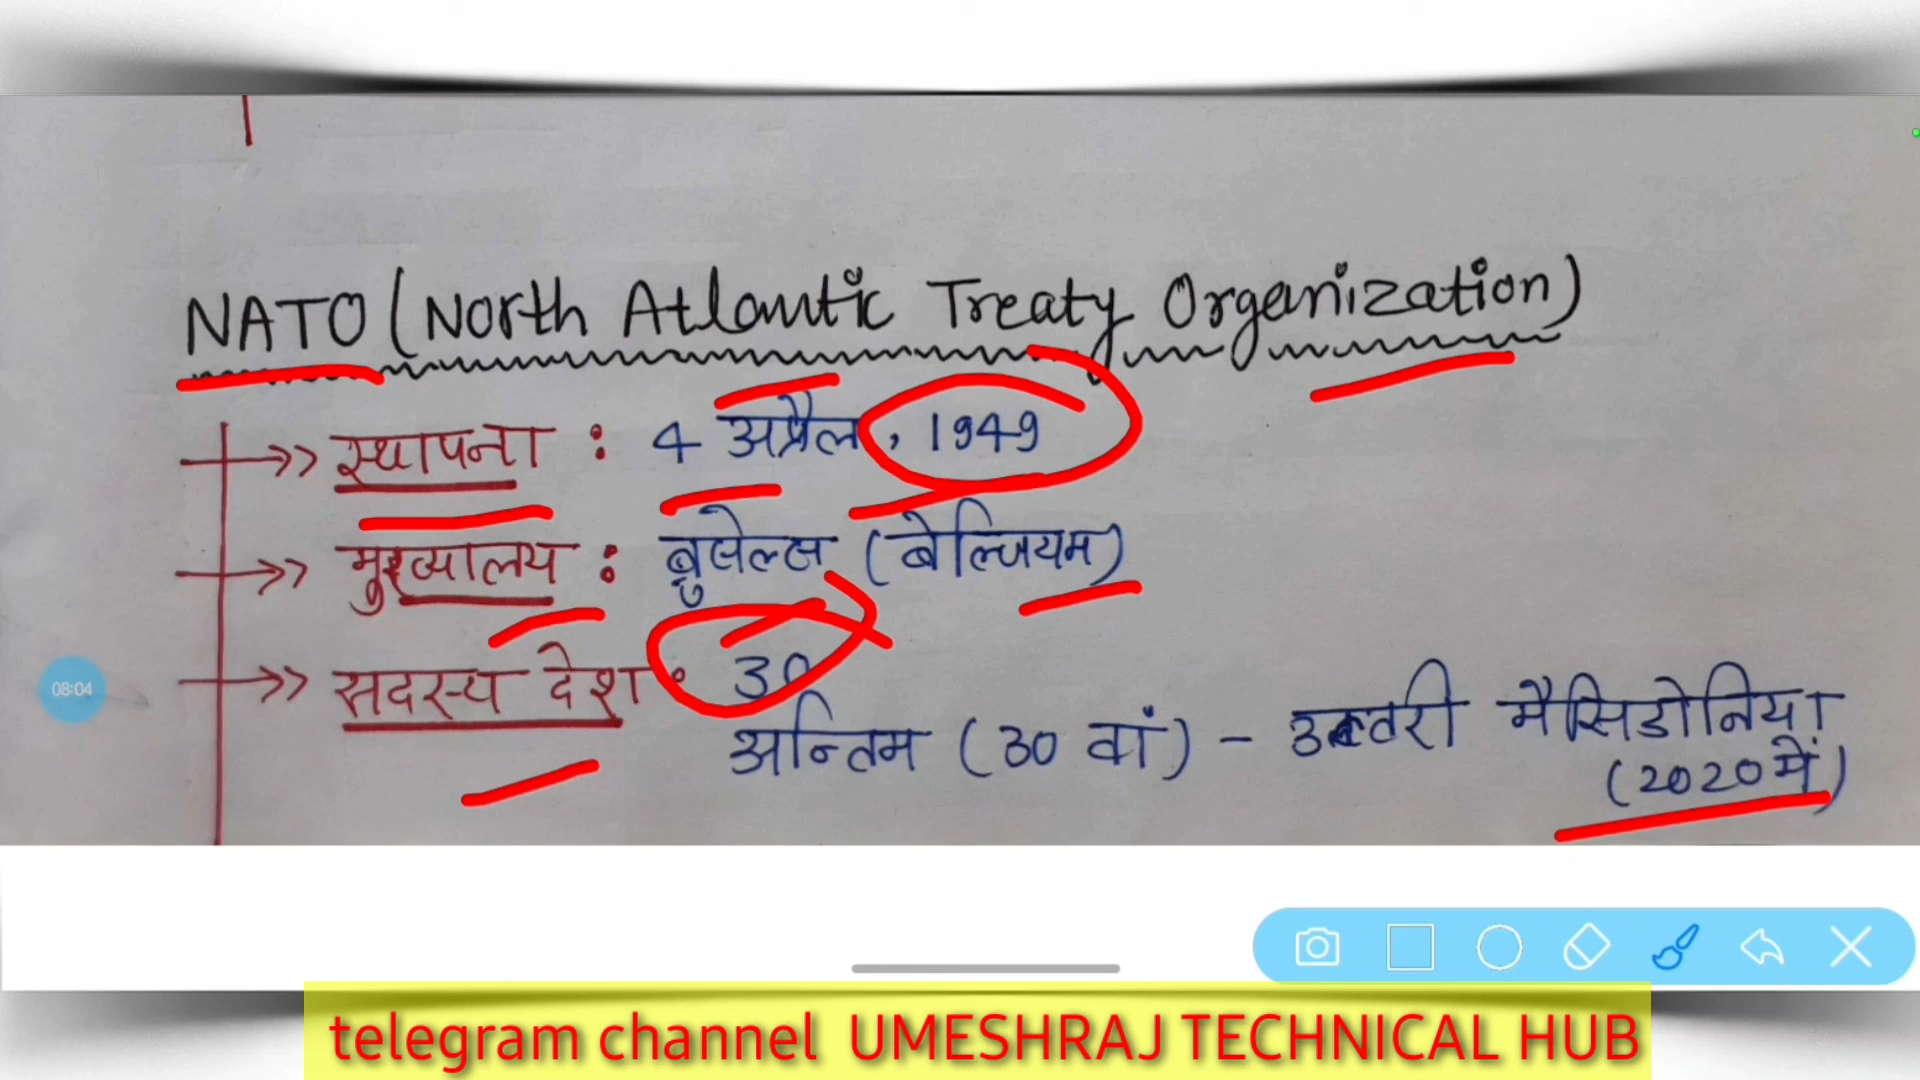 NATO (North Atlantic Treaty Organization)
→>> स्थापना : 4 अप्रैल, 1949
→>> मुख्यालय : ब्रुसेल्स (बेल्जियम)
→>> सदस्य देश : 30
अन्तिम (30 वां) - उत्तरी मैसिडोनिया
(2020 में)
08:04
telegram channel UMESHRAJ TECHNICAL HUB